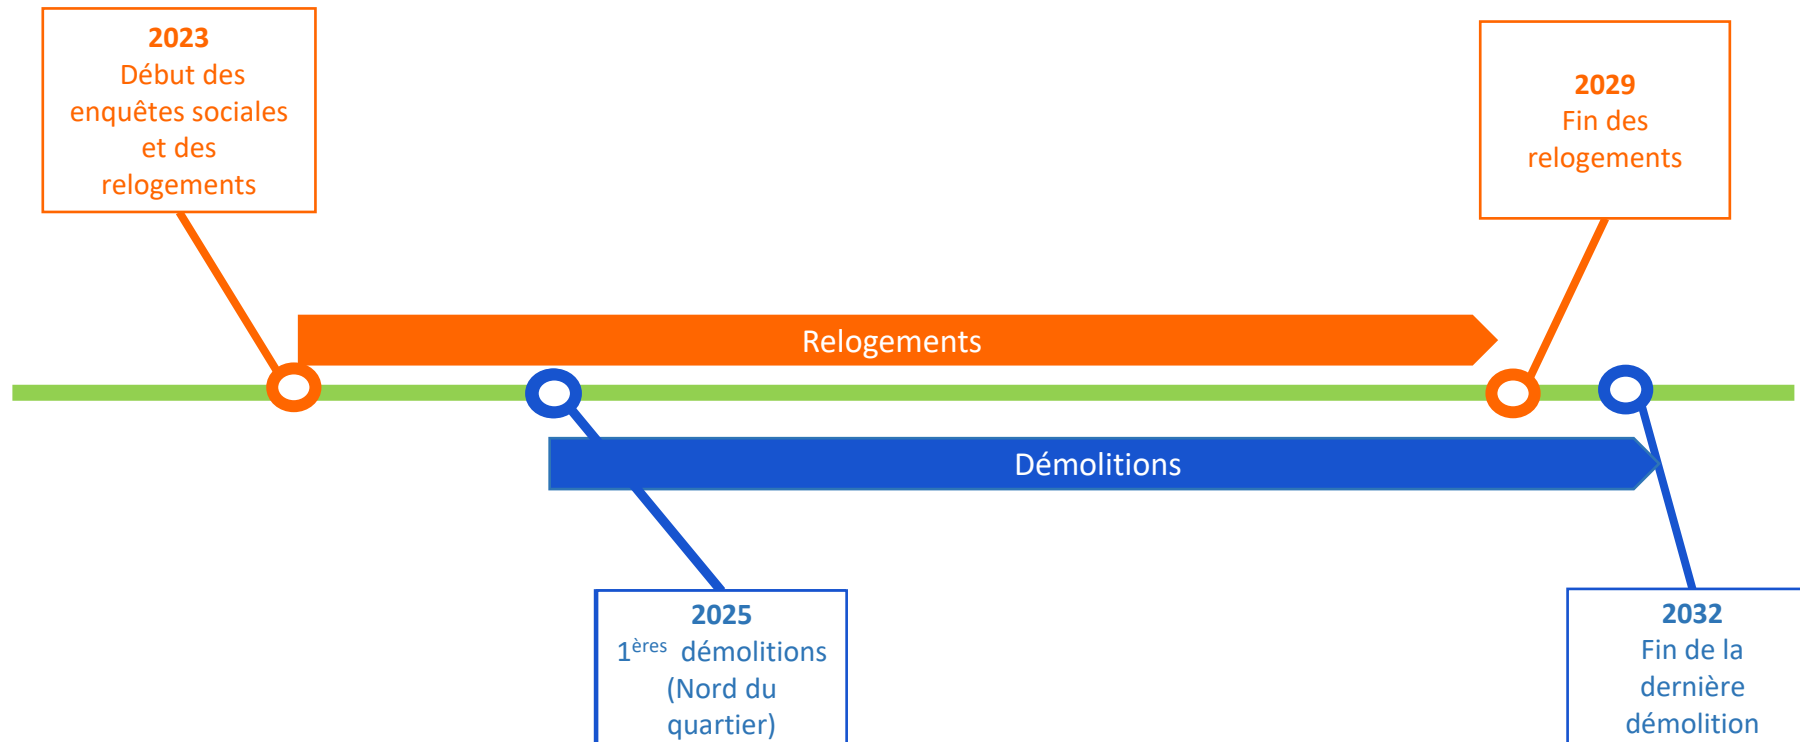 2023
Début des
enquêtes sociales
et des
relogements
2029
Fin des
relogements
Relogements
Démolitions
2025
1ères démolitions
(Nord du
quartier)
2032
Fin de la
dernière
démolition